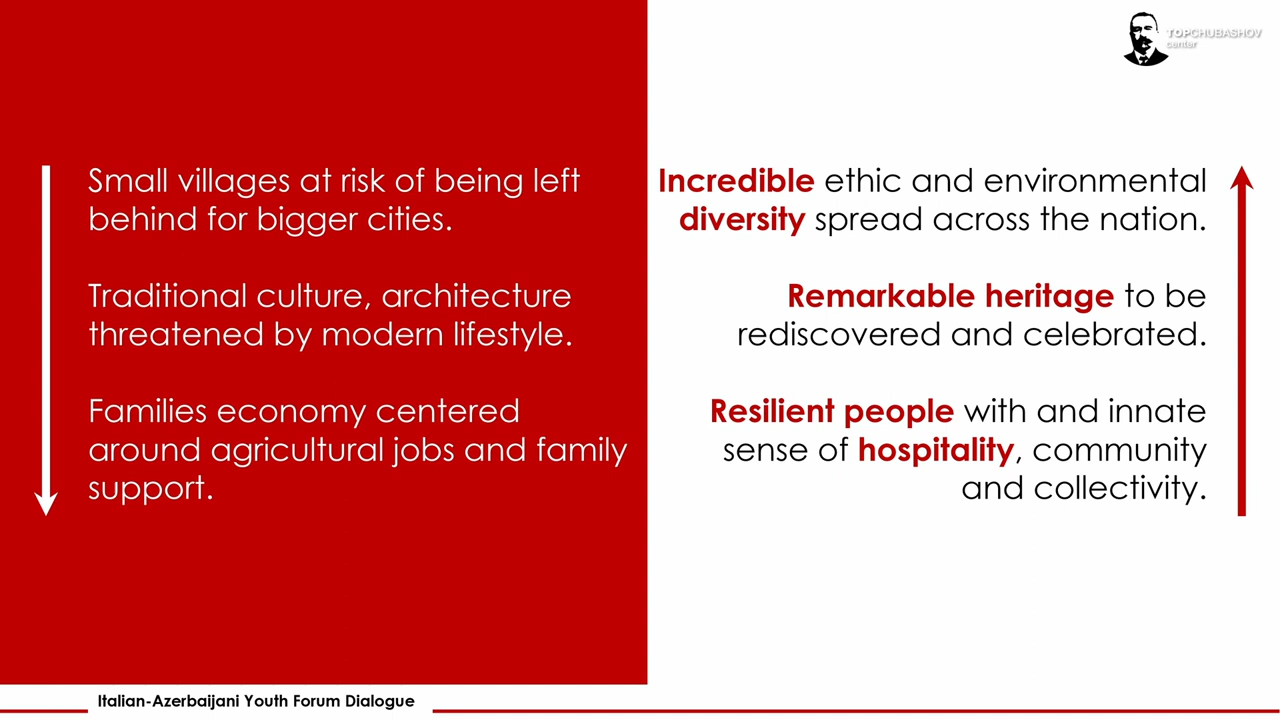 TOPCHUBASHOV
center
Small villages at risk of being left
behind for bigger cities.
Traditional culture, architecture
threatened by modern lifestyle.
Families economy centered
around agricultural jobs and family
support.
Incredible ethic and environmental
diversity spread across the nation.
Remarkable heritage to be
rediscovered and celebrated.
Resilient people with and innate
sense of hospitality, community
and collectivity.
Italian-Azerbaijani Youth Forum Dialogue